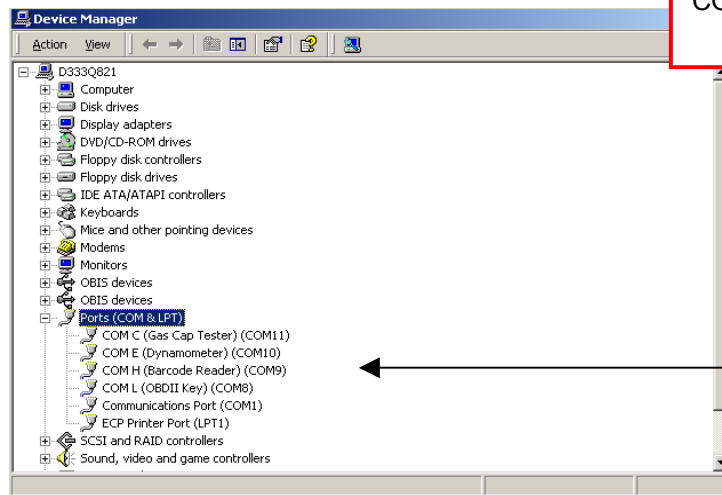 CO
Device Manager
Action View
D333Q821
Computer
Disk drives
Display adapters
DVD/CD-ROM drives
Floppy disk controllers
Floppy disk drives
IDE ATA/ATAPI controllers
Keyboards
Mice and other pointing devices
Modems
Monitors
OBIS devices
OBIS devices
Ports (COM & LPT)
COM C (Gas Cap Tester) (COM11)
COM E (Dynamometer) (COM10)
COM H (Barcode Reader) (COM9)
COM L (OBDII Key) (COM8)
Communications Port (COM1)
ECP Printer Port (LPT1)
SCSI and RAID controllers
Sound, video and game controllers